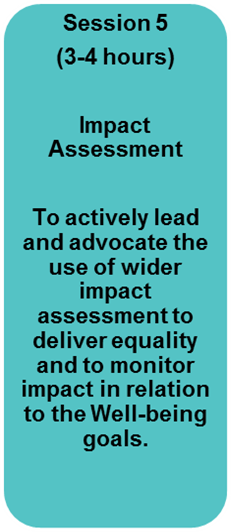 Session 5
(3-4 hours)
Impact
Assessment
To actively lead
and advocate the
use of wider
impact
assessment to
deliver equality
and to monitor
impact in relation
to the Well-being
goals.